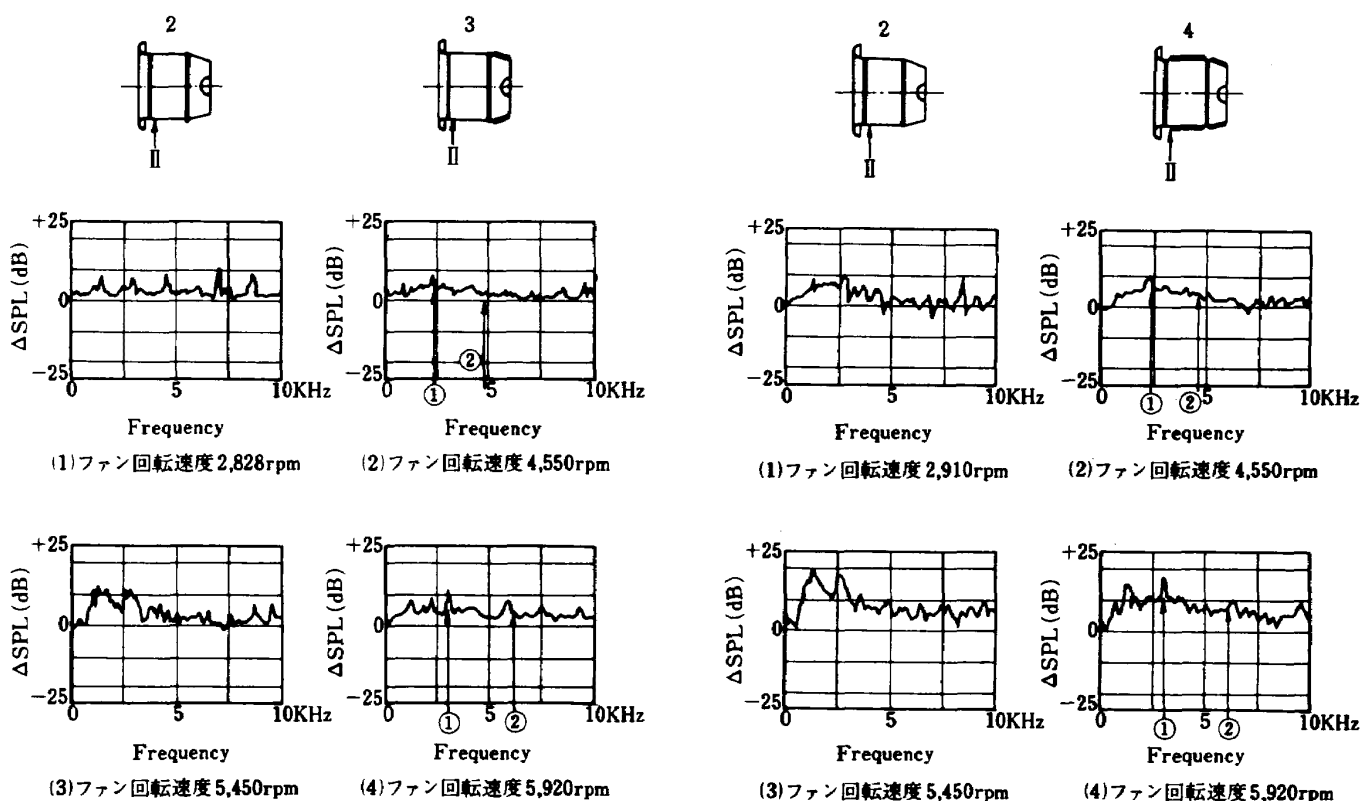 2
3
2
4
Ⅱ
Ⅱ
Ⅱ
Ⅱ
+25
0
−25
ΔSPL (dB)
0
5
10KHz
Frequency
(1)ファン回転速度2,828rpm
+25
0
−25
ΔSPL (dB)
②
①
0
5
10KHz
Frequency
(2)ファン回転速度4,550rpm
+25
0
−25
ΔSPL (dB)
0
5
10KHz
Frequency
(1)ファン回転速度2,910rpm
+25
0
−25
ΔSPL (dB)
0
①
②
5
10KHz
Frequency
(2)ファン回転速度4,550rpm
+25
0
−25
ΔSPL (dB)
0
5
10KHz
Frequency
(3)ファン回転速度5,450rpm
+25
0
−25
ΔSPL (dB)
0
①
5
②
10KHz
Frequency
(4)ファン回転速度5,920rpm
+25
0
−25
ΔSPL (dB)
0
5
10KHz
Frequency
(3)ファン回転速度5,450rpm
+25
0
−25
ΔSPL (dB)
0
①
5
②
10KHz
Frequency
(4)ファン回転速度5,920rpm